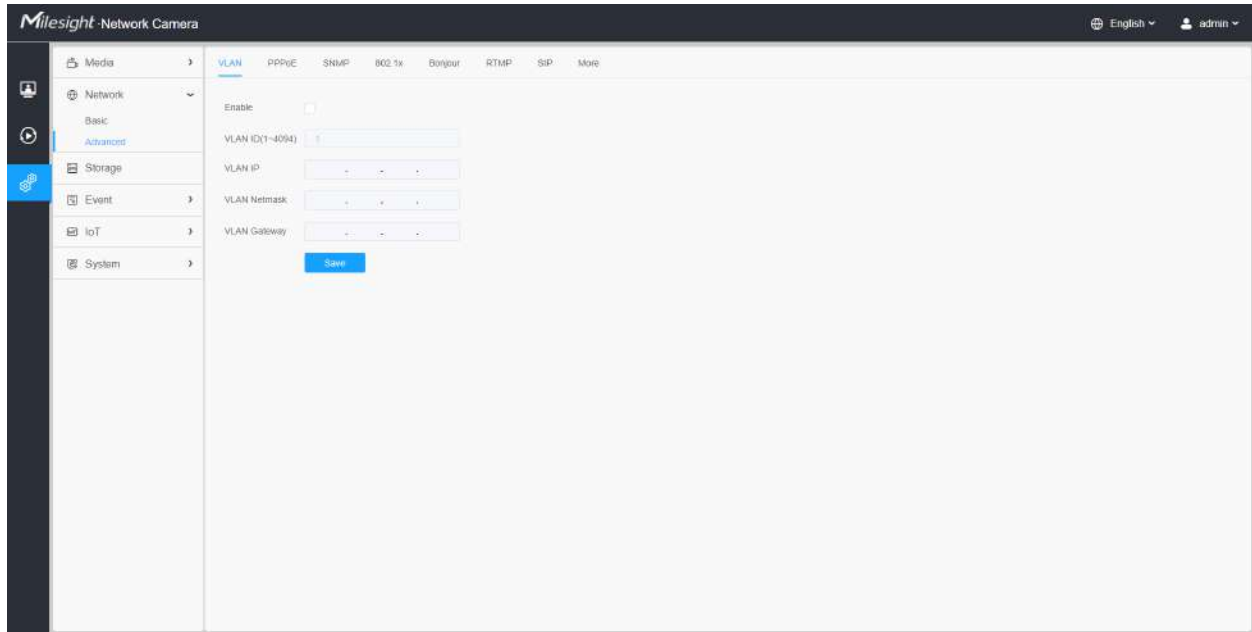 Milesight·Network Camera
English
admin
Media
Network
Basic
Advanced
Storage
Event
IoT
System
VLAN PPPoE SNMP 802.1x Bonjour RTMP SIP More
Enable
VLAN ID(1~4094) 1
VLAN IP . . .
VLAN Netmask . . .
VLAN Gateway . . .
Save